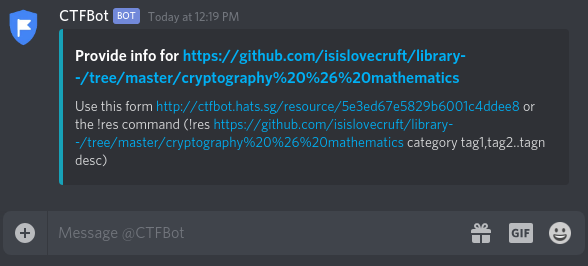 CTFBot BOT Today at 12:19 PM
Provide info for https://github.com/isislovecruft/library-
-/tree/master/cryptography%20%26%20mathematics
Use this form http://ctfbot.hats.sg/resource/5e3ed67e5829b6001c4ddee8 or
the !res command (!res https://github.com/isislovecruft/library-
-/tree/master/cryptography%20%26%20mathematics category tag1,tag2..tagn
desc)
Message @CTFBot
GIF